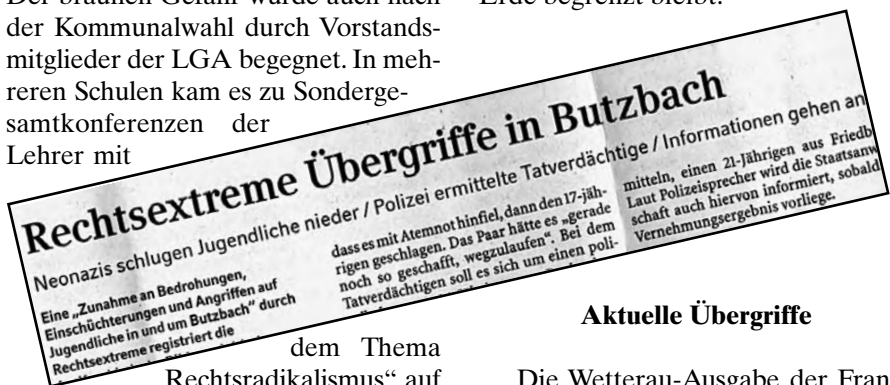 Der braunen Gefahr wurde auch nach
der Kommunalwahl durch Vorstands-
mitglieder der LGA begegnet. In meh-
reren Schulen kam es zu Sonderge-
samtkonferenzen der
Lehrer mit
Erde begrenzt bleibt.
Rechtsextreme Übergriffe in Butzbach
Neonazis schlugen Jugendliche nieder / Polizei ermittelte Tatverdächtige / Informationen gehen an
Eine „Zunahme an Bedrohungen,
Einschüchterungen und Angriffen auf
Jugendliche in und um Butzbach“ durch
Rechtsextreme registriert die
dass es mit Atemnot hinfiel, dann den 17-jäh-
rigen geschlagen. Das Paar hätte es „gerade
noch so geschafft, wegzulaufen“. Bei dem
Tatverdächtigen soll es sich um einen poli-
mitteln, einen 21-Jährigen aus Friedb
Laut Polizeisprecher wird die Staatsanw
schaft auch hiervon informiert, sobald
Vernehmungsergebnis vorliege.
dem Thema
Rechtsradikalismus“ auf
Aktuelle Übergriffe
Die Wetterau-Ausgabe der Fran